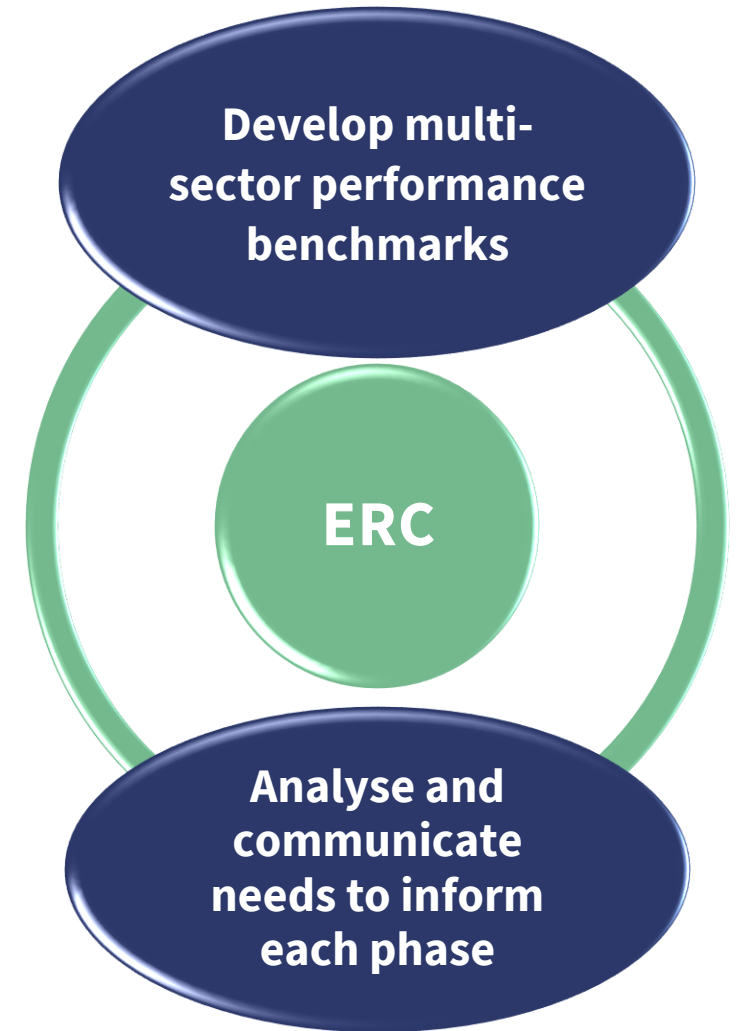 Develop multi-
sector performance
benchmarks
ERC
Analyse and
communicate
needs to inform
each phase